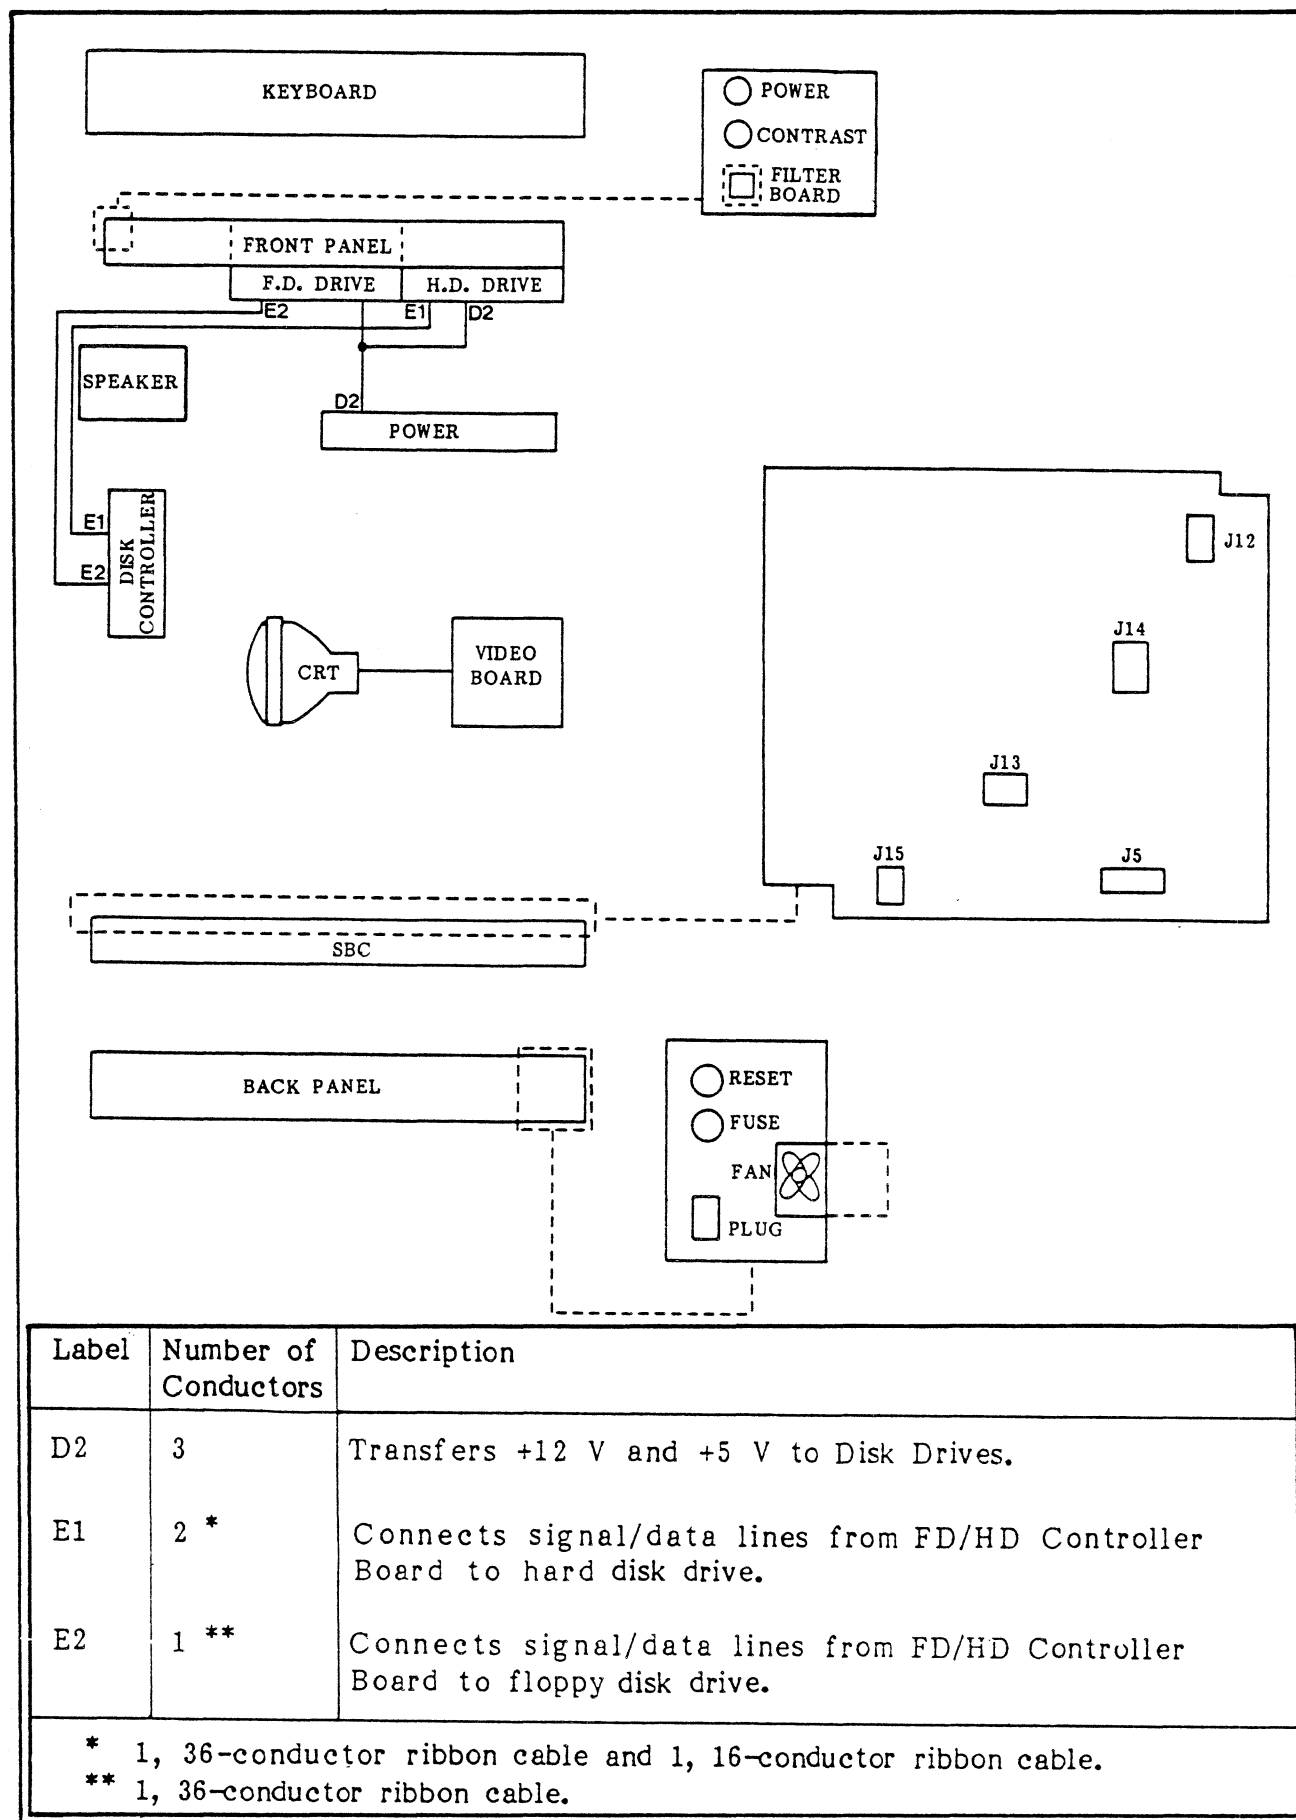 KEYBOARD
POWER
CONTRAST
FILTER
BOARD
FRONT PANEL
F.D. DRIVE
H.D. DRIVE
E2
E1
D2
SPEAKER
D2
POWER
E1
E2
DISK
CONTROLLER
J12
J14
CRT
VIDEO
BOARD
J13
J15
J5
SBC
BACK PANEL
RESET
FUSE
FAN
PLUG
Label Number of Description
Conductors
D2 3 Transfers +12 V and +5 V to Disk Drives.
E1 2 * Connects signal/data lines from FD/HD Controller
Board to hard disk drive.
E2 1 ** Connects signal/data lines from FD/HD Controller
Board to floppy disk drive.
* 1, 36-conductor ribbon cable and 1, 16-conductor ribbon cable.
** 1, 36-conductor ribbon cable.